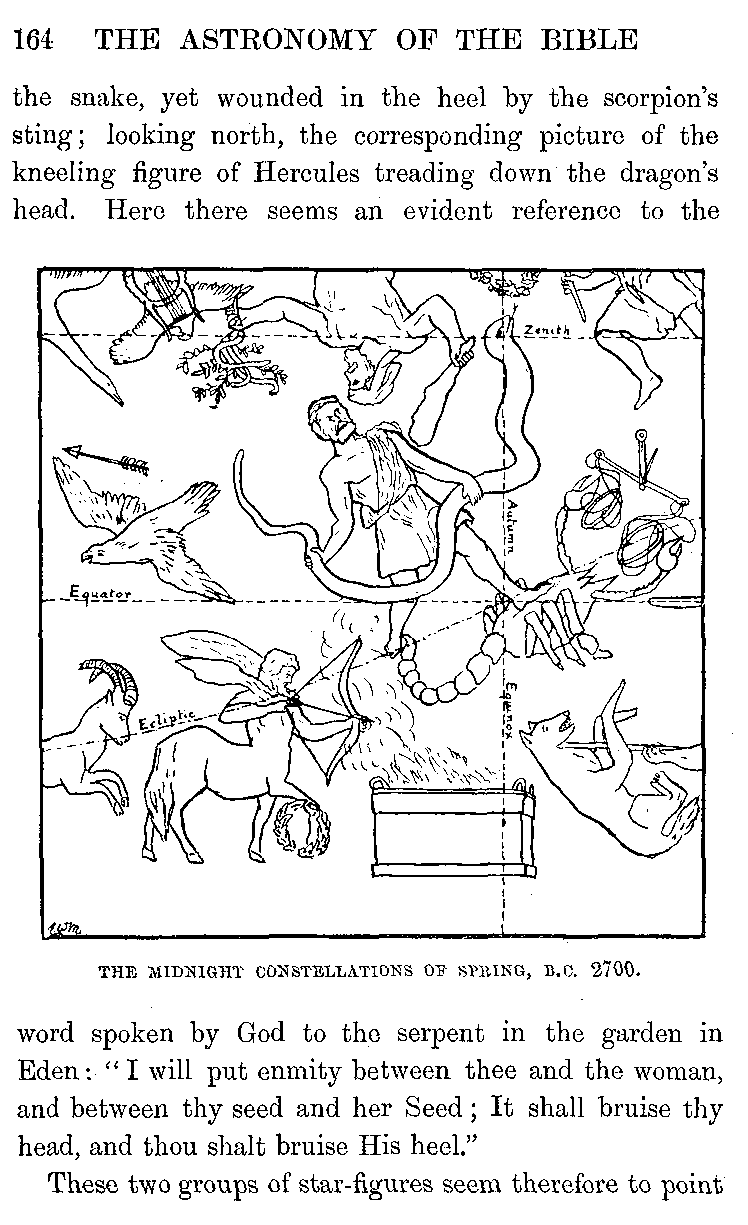 164 THE ASTRONOMY OF THE BIBLE
the snake, yet wounded in the heel by the scorpion's
sting; looking north, the corresponding picture of the
kneeling figure of Hercules treading down the dragon's
head. Here there seems an evident reference to the
Zenith
Autumn
Equator
Ecliptic
Equinox
THE MIDNIGHT CONSTELLATIONS OF SPRING, B.C. 2700.
word spoken by God to the serpent in the garden in
Eden: “I will put enmity between thee and the woman,
and between thy seed and her Seed; It shall bruise thy
head, and thou shalt bruise His heel.”
These two groups of star-figures seem therefore to point